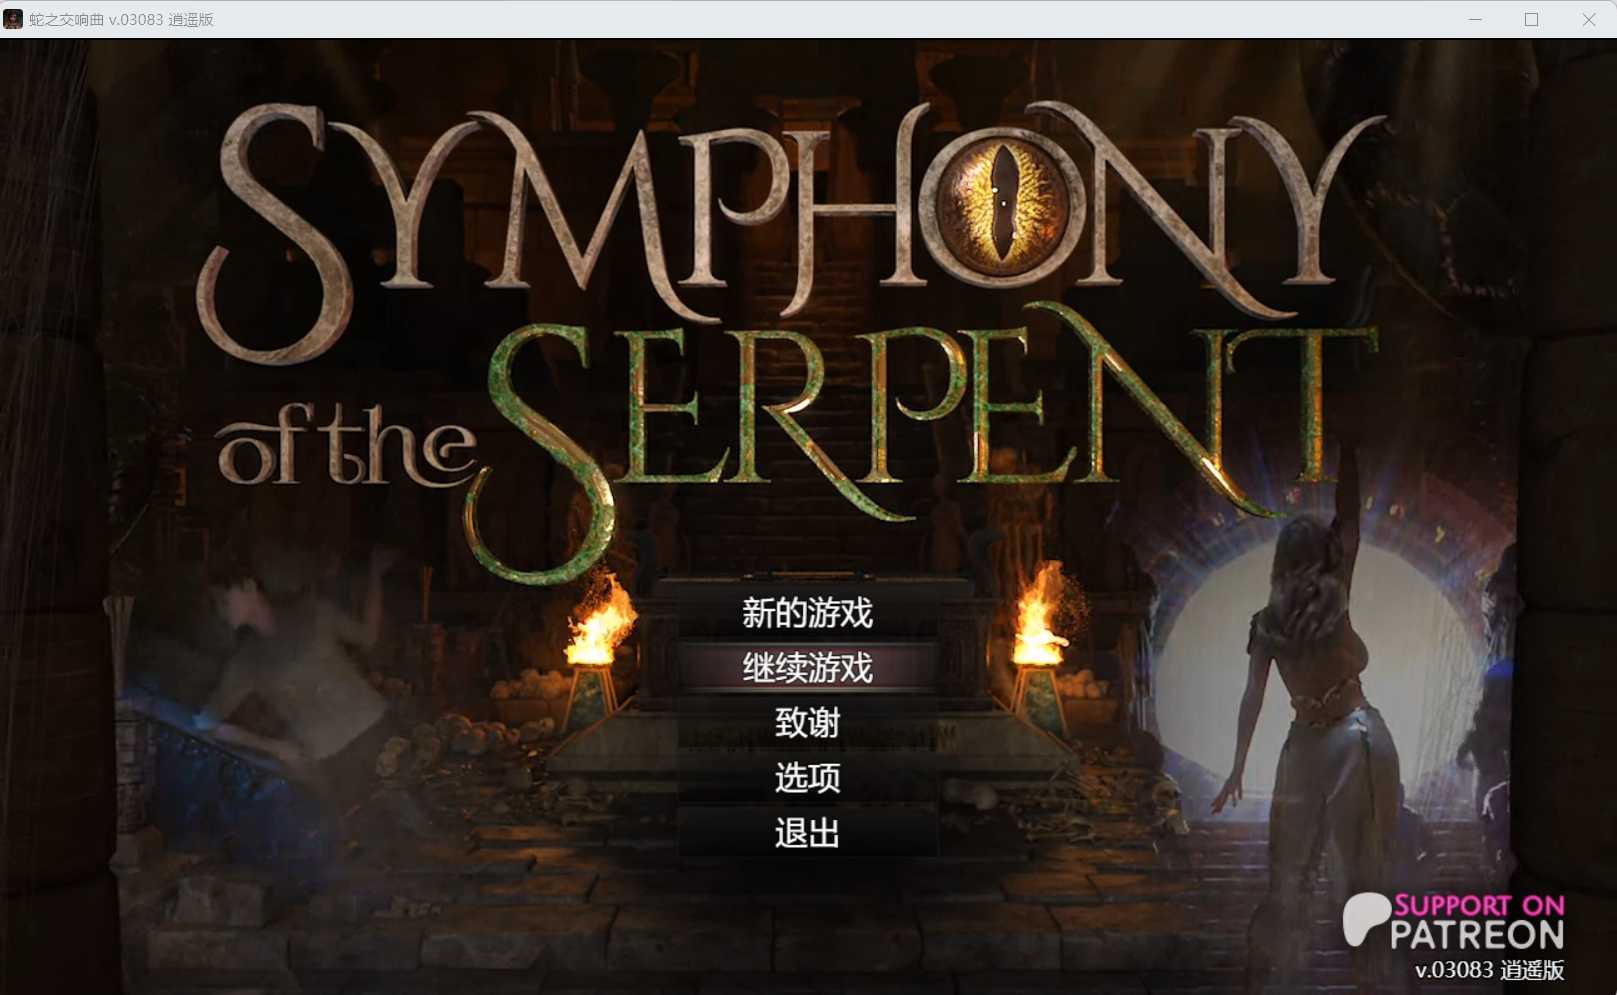 蛇之交响曲 v.03083 逍遥版
SYMPHONY
of the SERPENT
新的游戏
继续游戏
致谢
选项
退出
SUPPORT ON
PATREON
v.03083 逍遥版